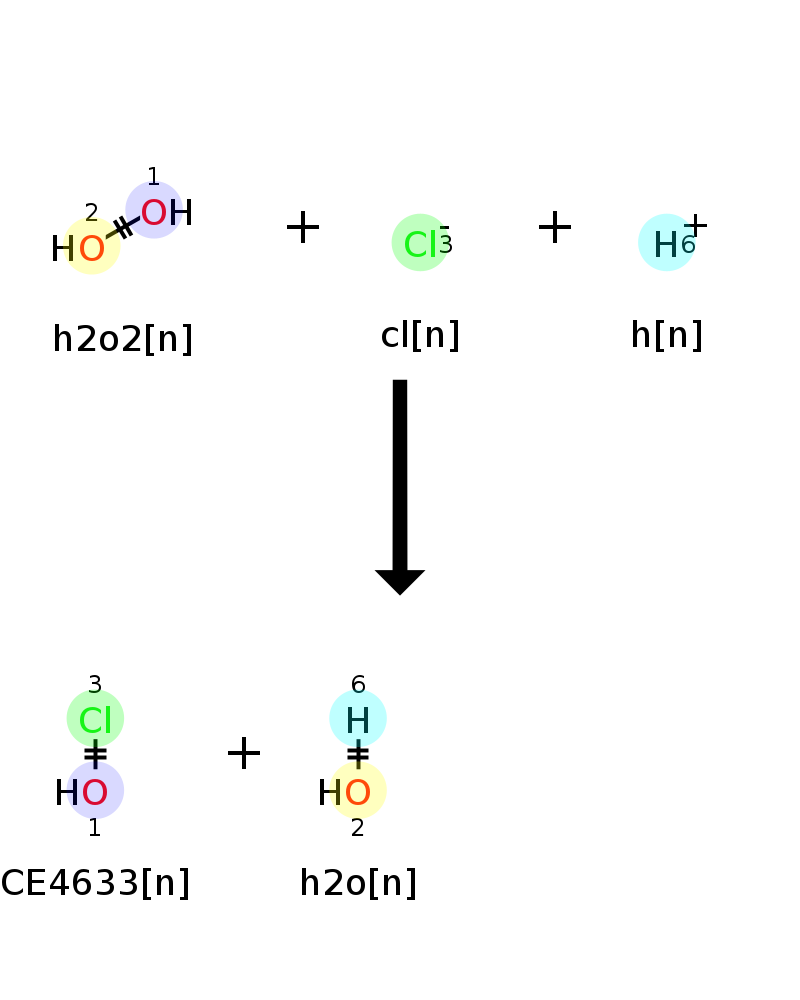 1
2
HO OH + Cl - 3 + H 6 +
h2o2[n] cl[n] h[n]
3 6
Cl H
+
HO HO
1 2
CE4633[n] h2o[n]